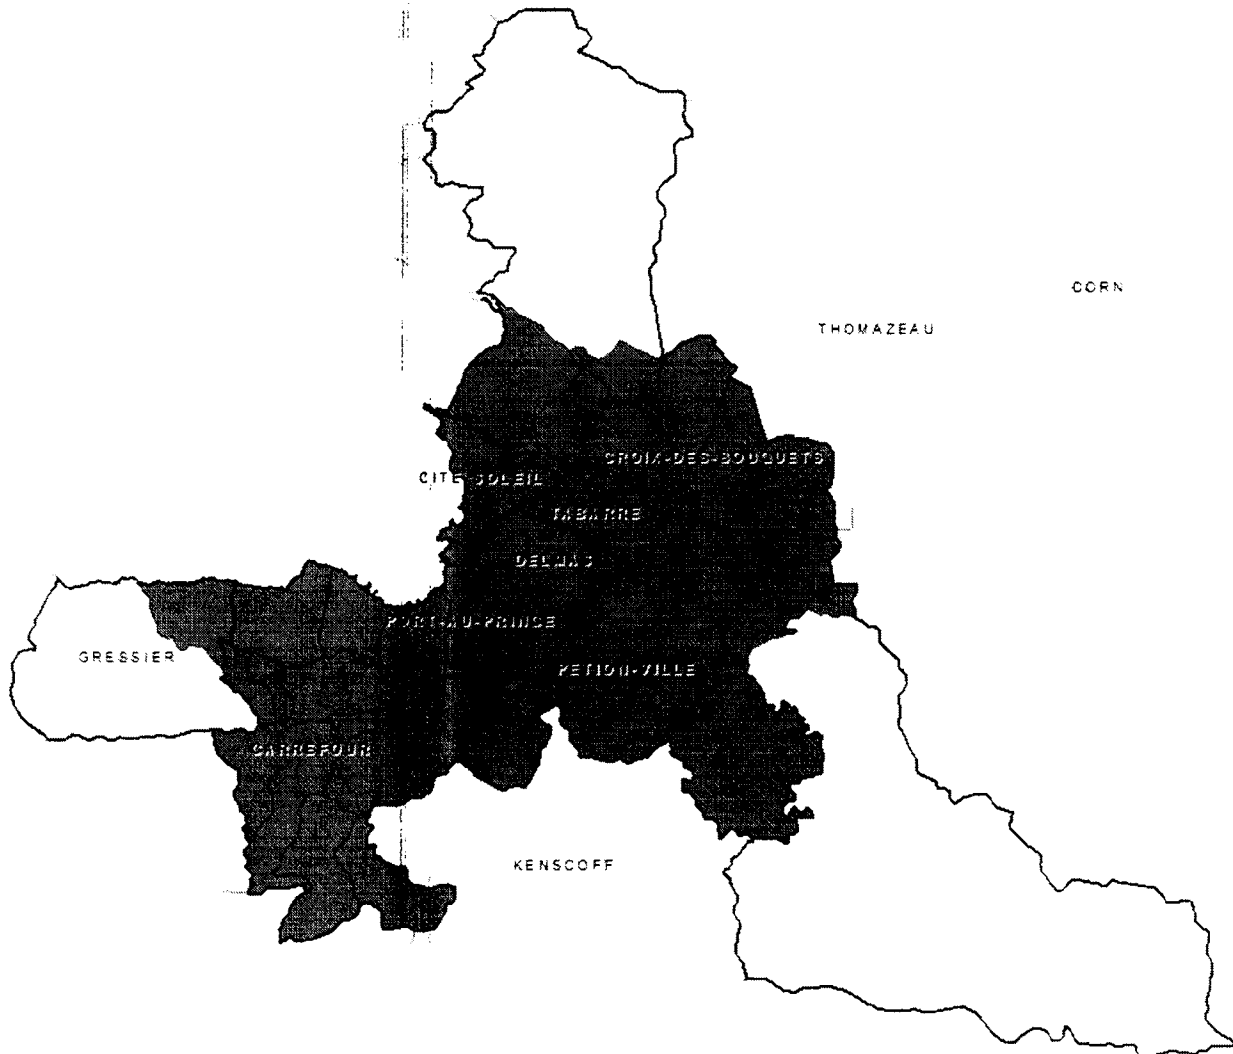 CORN
THOMAZEAU
CROIX-DES-BOUQUETS
CITE SOLEIL
TABARRE
DELMAS
PORT-AU-PRINCE
GRESSIER
PETION-VILLE
CARREFOUR
KENSCOFF